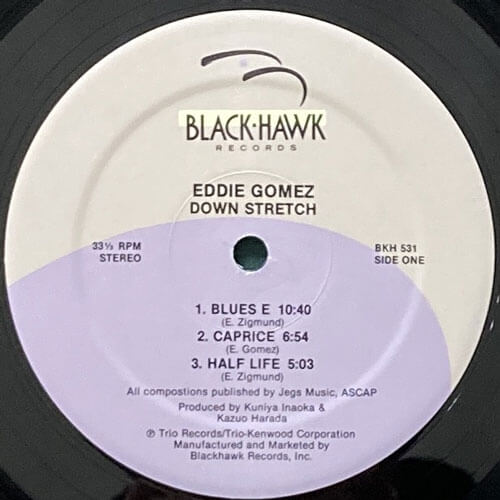 BLACK·HAWK
RECORDS
EDDIE GOMEZ
DOWN STRETCH
33⅓ RPM
STEREO
BKH 531
SIDE ONE
1. BLUES E 10:40
(E. Zigmund)
2. CAPRICE 6:54
(E. Gomez)
3. HALF LIFE 5:03
(E. Zigmund)
All compostions published by Jegs Music, ASCAP
Produced by Kuniya Inaoka &
Kazuo Harada
℗ Trio Records/Trio-Kenwood Corporation
Manufactured and Marketed by
Blackhawk Records, Inc.